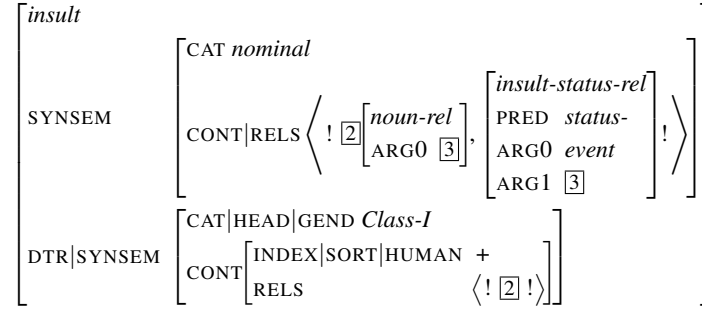 insult
CAT nominal
insult-status-rel
SYNSEM CONT|RELS ⟨! 2 noun-rel , PRED status- !⟩
ARG0 3 ARG0 event
ARG1 3
CAT|HEAD|GEND Class-I
DTR|SYNSEM CONT INDEX|SORT|HUMAN +
RELS ⟨! 2 !⟩